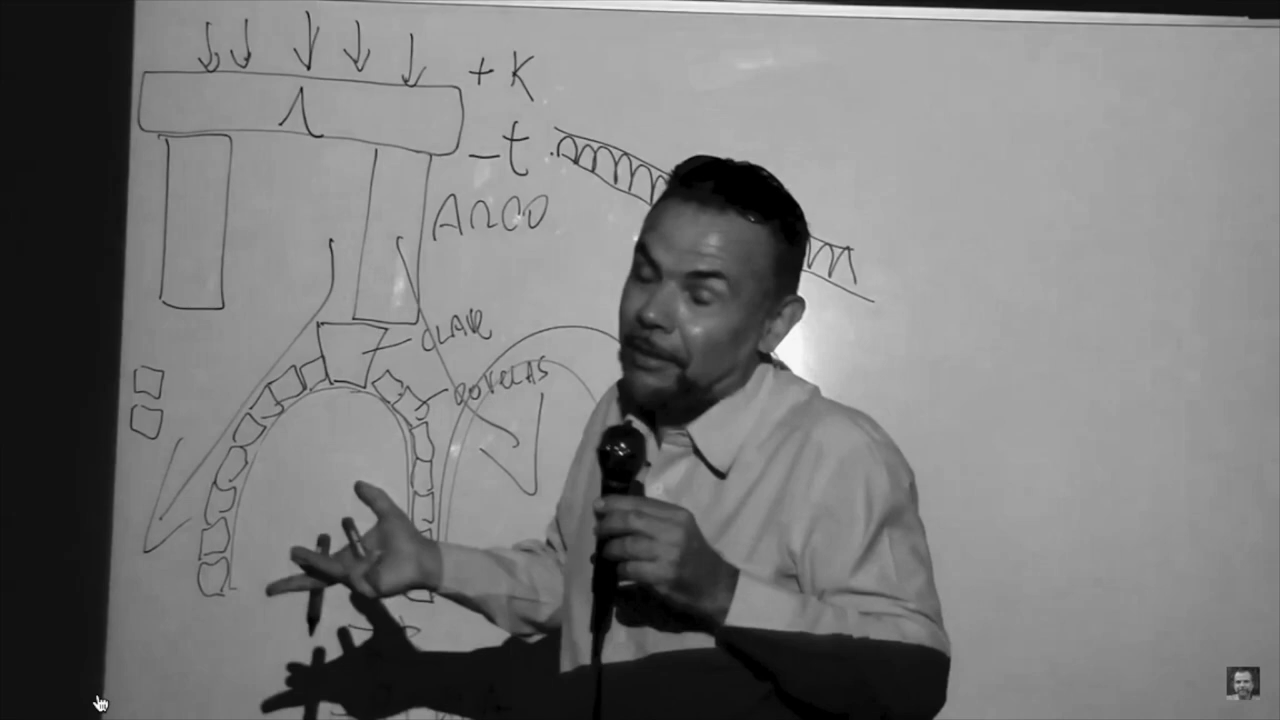 + K
- t
ARCO
CLAVE
DOVELAS